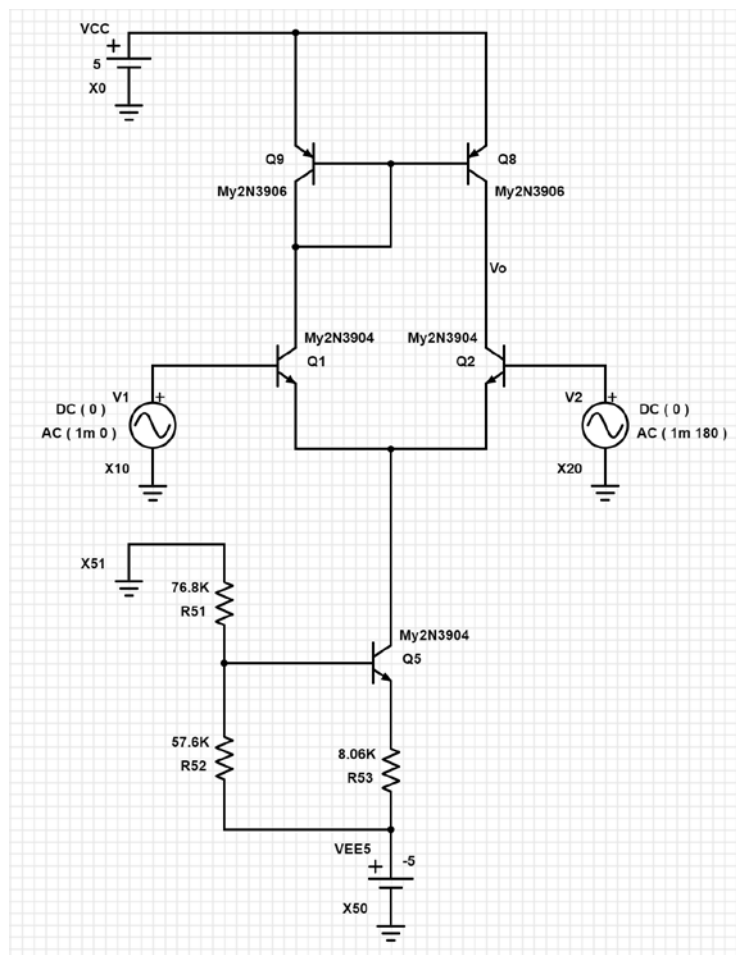 VCC
+
5
X0
Q9
Q8
My2N3906
My2N3906
Vo
My2N3904
My2N3904
Q1
Q2
V1
+
V2
+
DC ( 0 )
DC ( 0 )
AC ( 1m 0 )
AC ( 1m 180 )
X10
X20
X51
76.8K
R51
My2N3904
Q5
57.6K
R52
8.06K
R53
VEE5
-5
+
X50